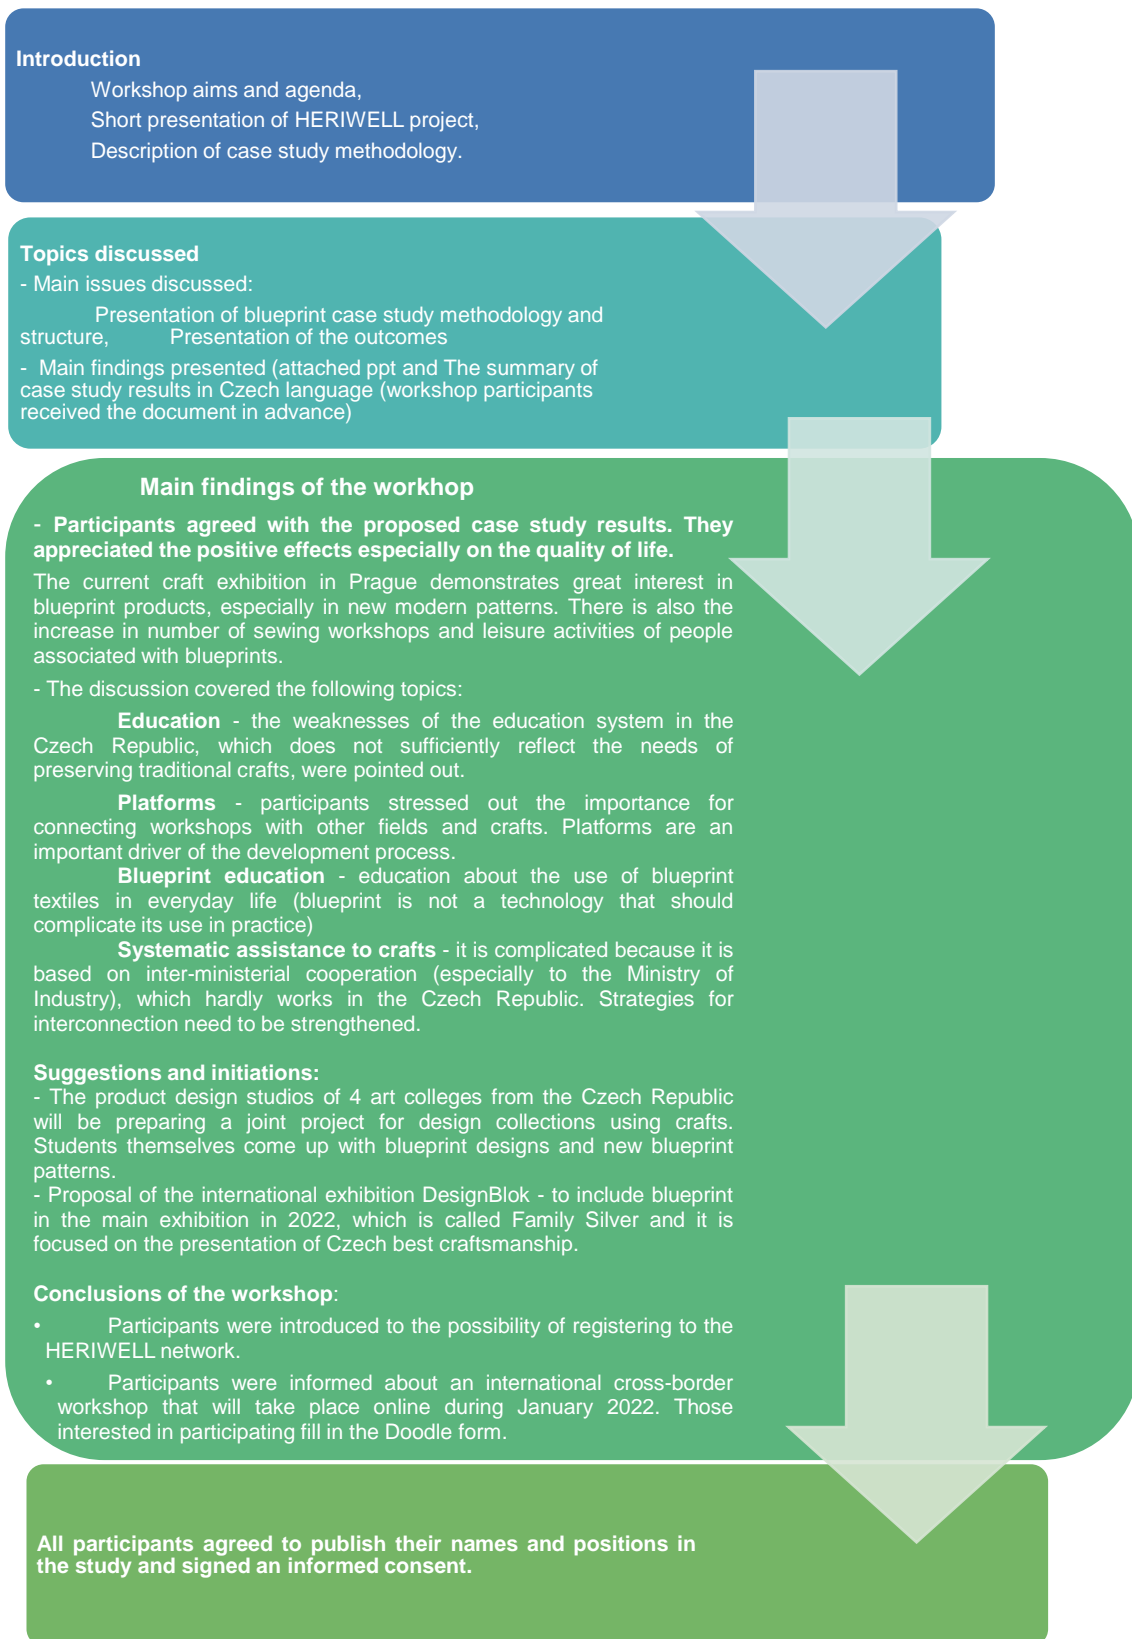 Introduction
Workshop aims and agenda,
Short presentation of HERIWELL project,
Description of case study methodology.
Topics discussed
- Main issues discussed:
Presentation of blueprint case study methodology and
structure, Presentation of the outcomes
- Main findings presented (attached ppt and The summary of
case study results in Czech language (workshop participants
received the document in advance)
Main findings of the workhop
- Participants agreed with the proposed case study results. They
appreciated the positive effects especially on the quality of life.
The current craft exhibition in Prague demonstrates great interest in
blueprint products, especially in new modern patterns. There is also the
increase in number of sewing workshops and leisure activities of people
associated with blueprints.
- The discussion covered the following topics:
Education - the weaknesses of the education system in the
Czech Republic, which does not sufficiently reflect the needs of
preserving traditional crafts, were pointed out.
Platforms - participants stressed out the importance for
connecting workshops with other fields and crafts. Platforms are an
important driver of the development process.
Blueprint education - education about the use of blueprint
textiles in everyday life (blueprint is not a technology that should
complicate its use in practice)
Systematic assistance to crafts - it is complicated because it is
based on inter-ministerial cooperation (especially to the Ministry of
Industry), which hardly works in the Czech Republic. Strategies for
interconnection need to be strengthened.
Suggestions and initiations:
- The product design studios of 4 art colleges from the Czech Republic
will be preparing a joint project for design collections using crafts.
Students themselves come up with blueprint designs and new blueprint
patterns.
- Proposal of the international exhibition DesignBlok - to include blueprint
in the main exhibition in 2022, which is called Family Silver and it is
focused on the presentation of Czech best craftsmanship.
Conclusions of the workshop:
• Participants were introduced to the possibility of registering to the
HERIWELL network.
• Participants were informed about an international cross-border
workshop that will take place online during January 2022. Those
interested in participating fill in the Doodle form.
All participants agreed to publish their names and positions in
the study and signed an informed consent.